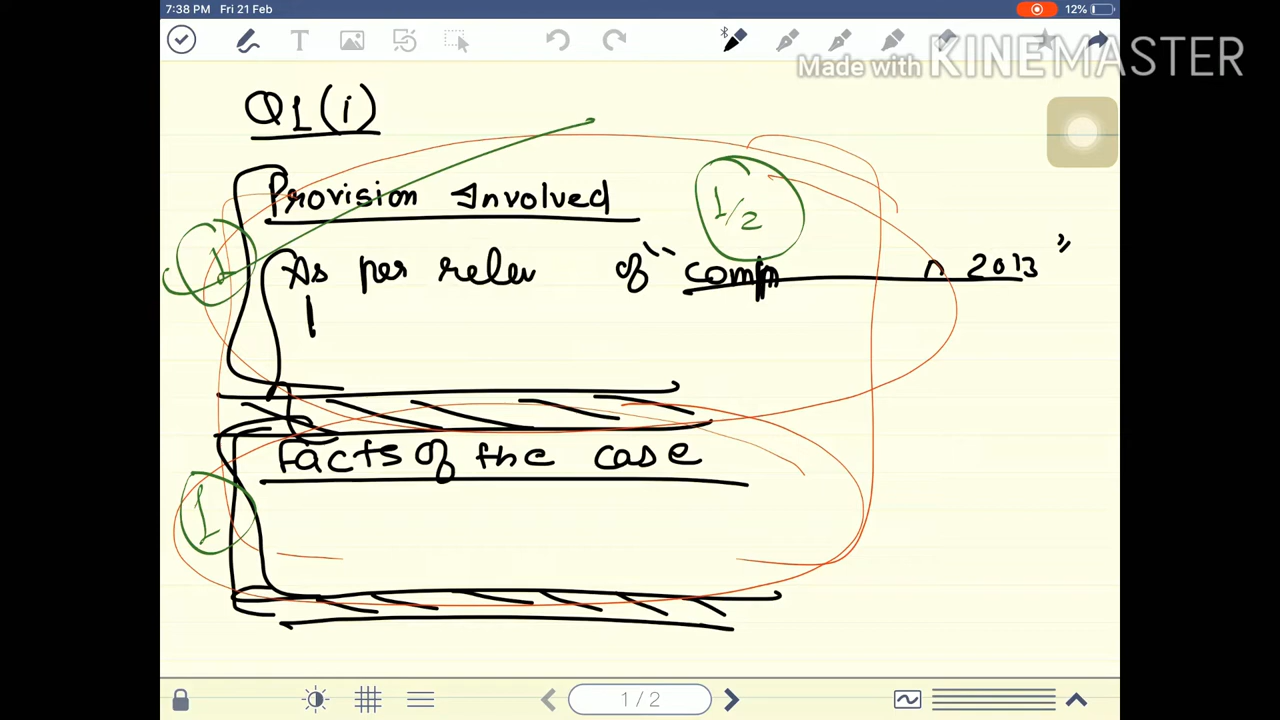 7:38 PM Fri 21 Feb 12%
Made with KINEMASTER
Q1(i)
Provision Involved
1/2
1
As per relev of "comp n 2013"
Facts of the case
1
1/2